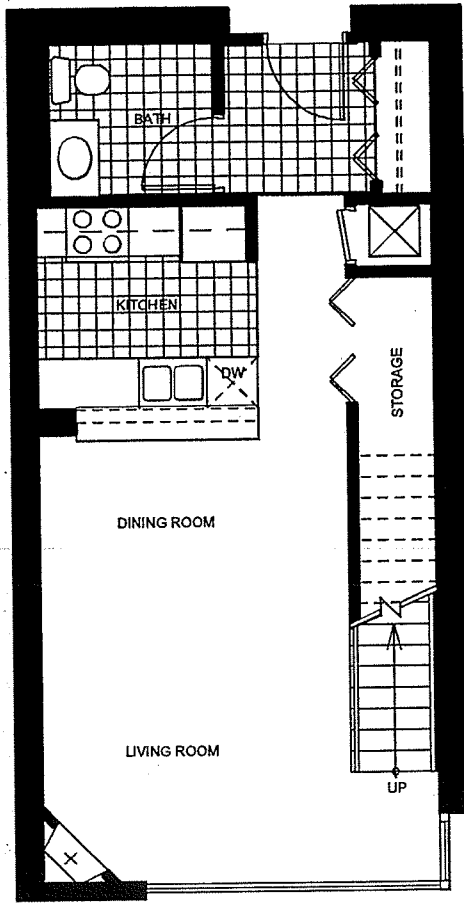 BATH
KITCHEN
DW
STORAGE
DINING ROOM
LIVING ROOM
UP